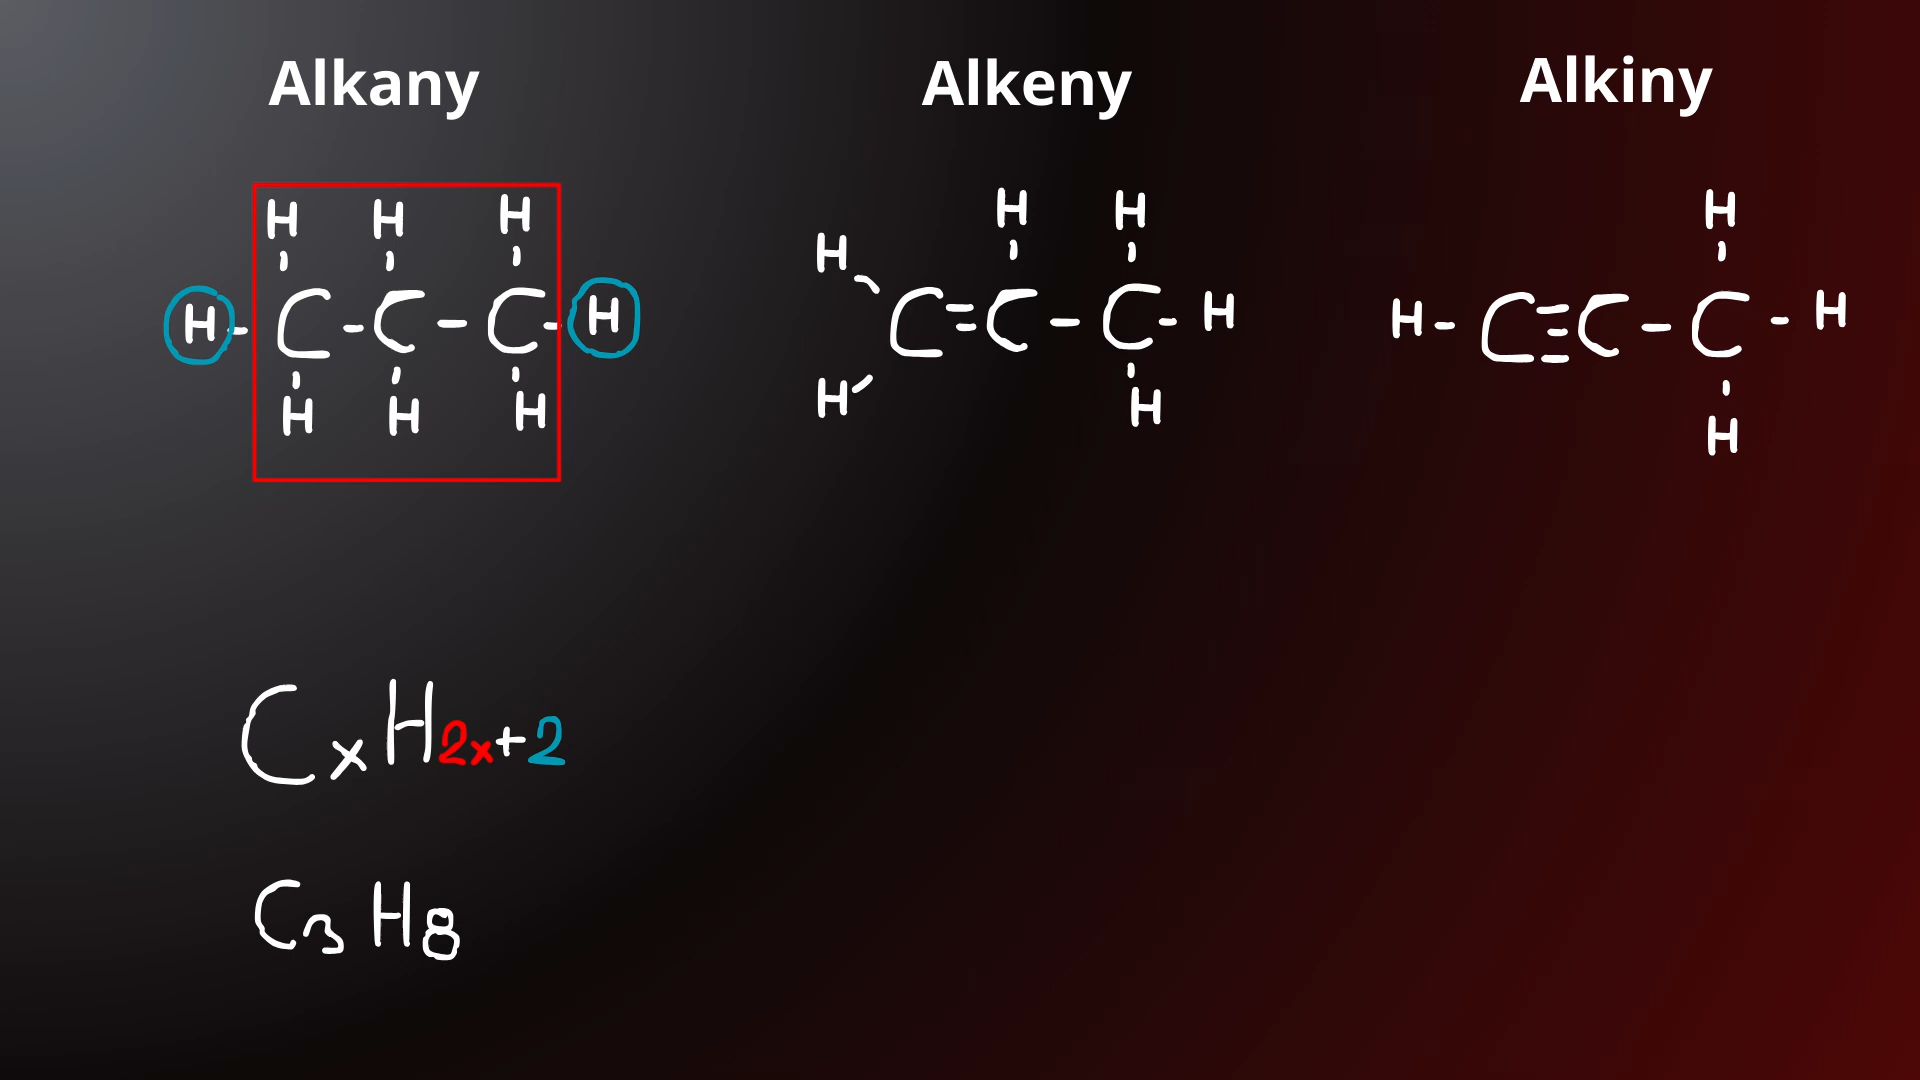 Alkany Alkeny Alkiny
H H H H H H
H H
H - C - C - C - H C = C - C - H H - C ≡ C - C - H
H H H H H H
CxH2x+2
C3H8